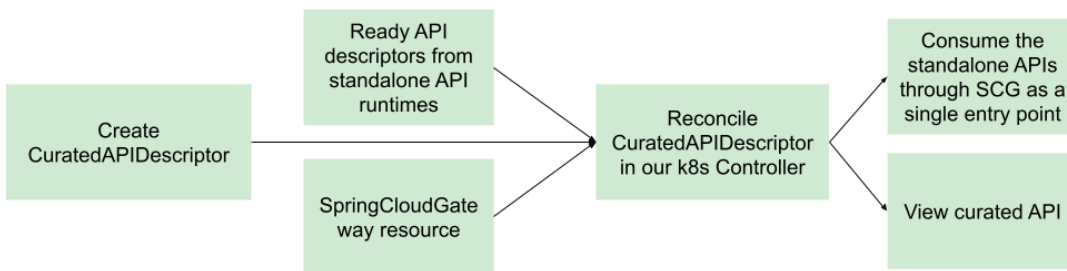 Create
CuratedAPIDescriptor
Ready API
descriptors from
standalone API
runtimes
SpringCloudGate
way resource
Reconcile
CuratedAPIDescriptor
in our k8s Controller
Consume the
standalone APIs
through SCG as a
single entry point
View curated API